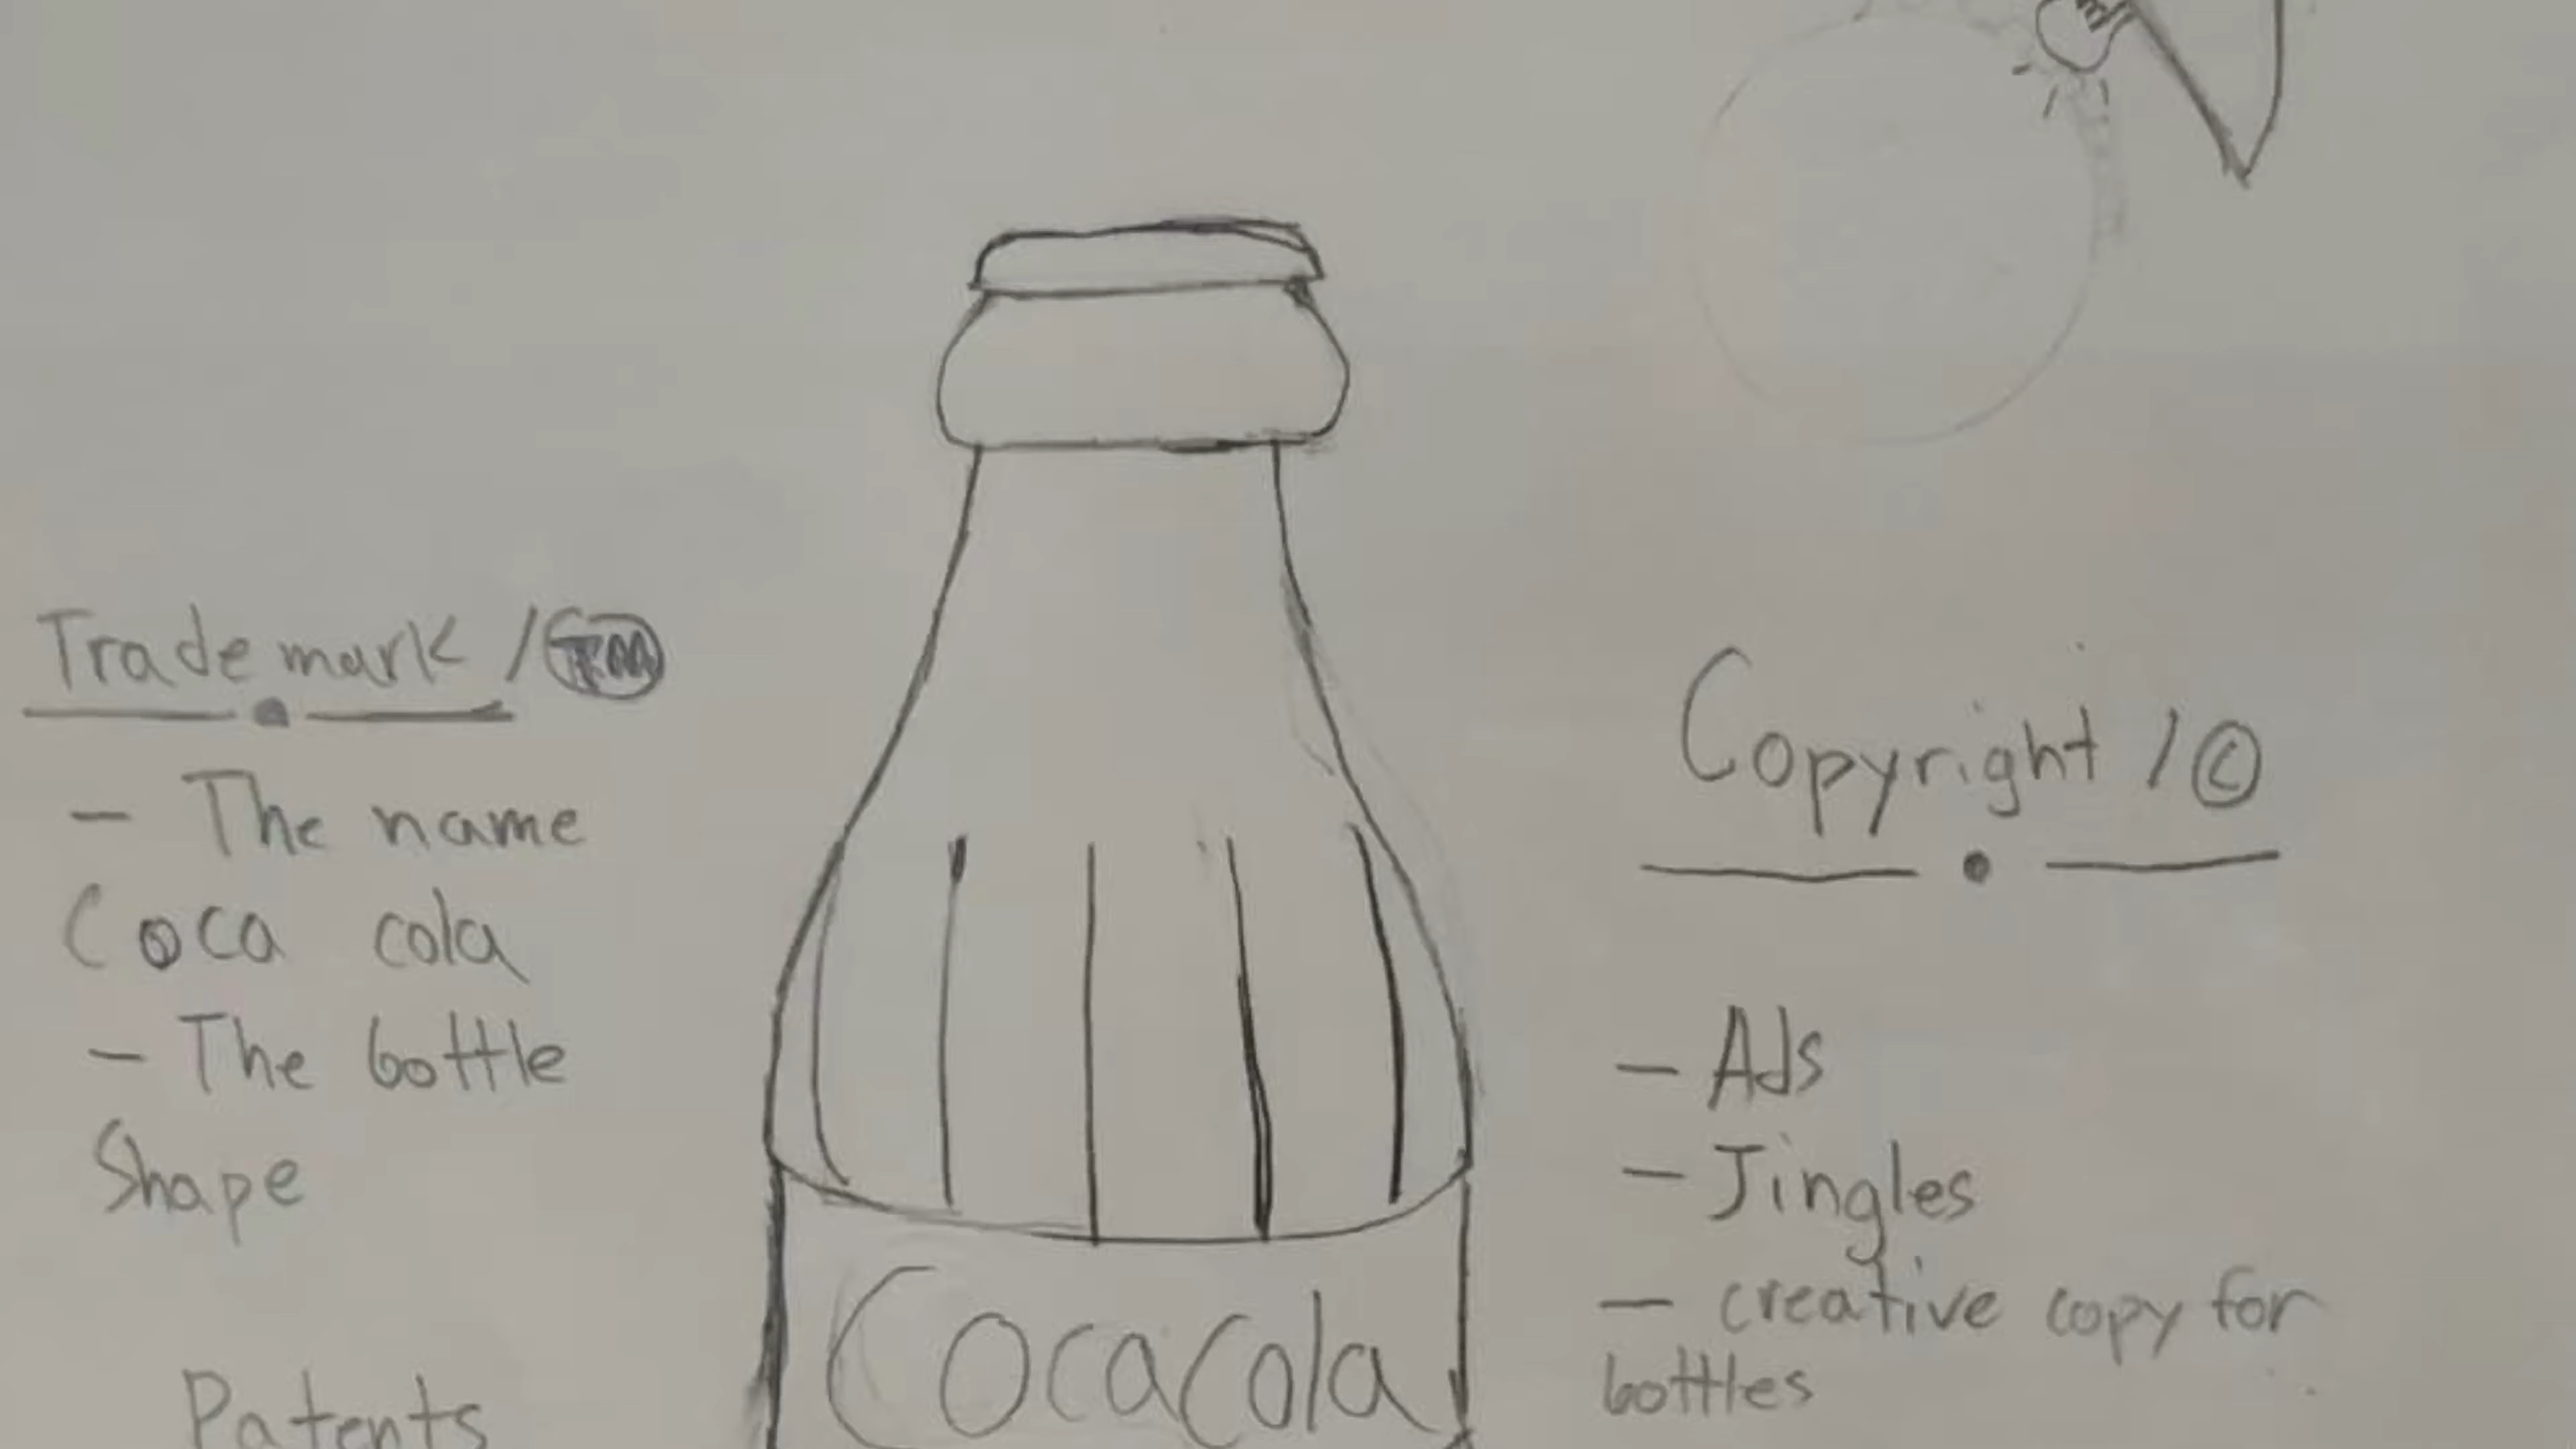 Trademark / TM
- The name
Coca cola
- The bottle
Shape
Patents
CocaCola
Copyright / ©
- Ads
- Jingles
- creative copy for
bottles